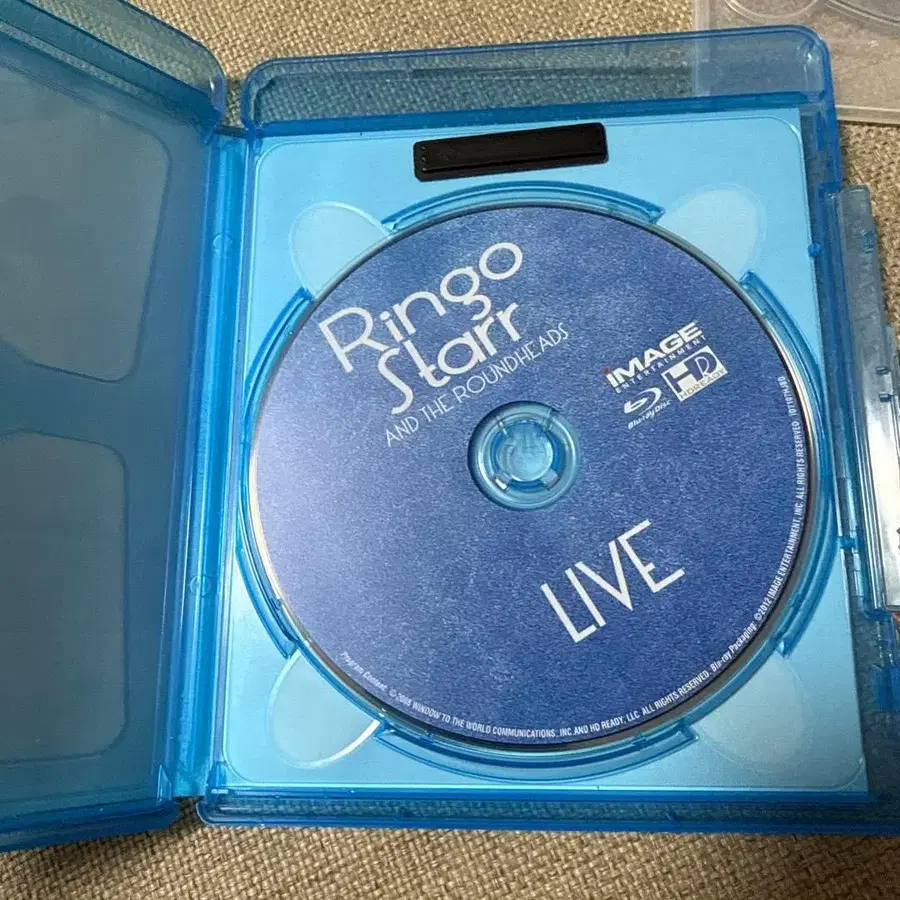 Ringo
Starr
AND THE ROUNDHEADS
iMAGE
ENTERTAINMENT
Blu-ray Disc
HD
HDREADY
LIVE
Program Content: ©2008 WINDOW TO THE WORLD COMMUNICATIONS, INC AND HD READY, LLC ALL RIGHTS RESERVED. Blu-ray Packaging: ©2012 IMAGE ENTERTAINMENT, INC. ALL RIGHTS RESERVED.